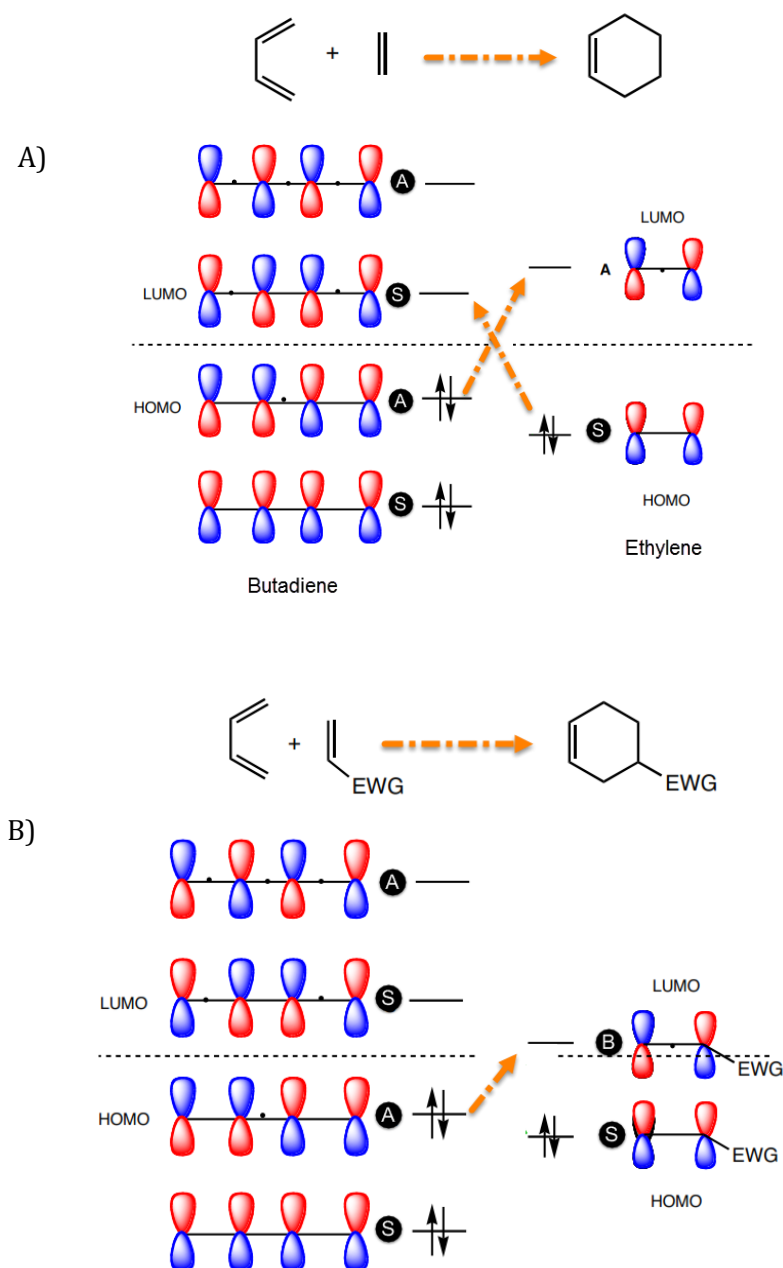 +
A)
A
LUMO
A
LUMO
S
HOMO
A
S
S
HOMO
Butadiene
Ethylene
+
EWG
EWG
B)
A
LUMO
S
LUMO
B
EWG
HOMO
A
S
EWG
HOMO
S